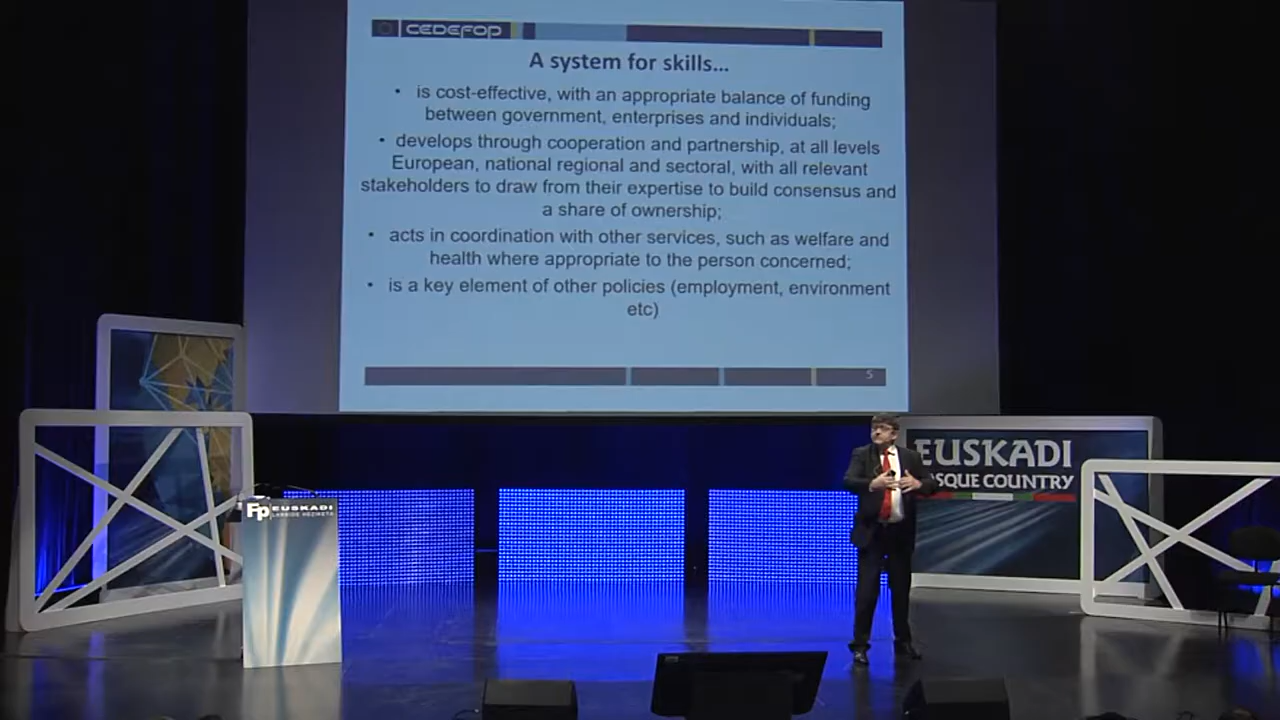 CEDEFOP
A system for skills...
• is cost-effective, with an appropriate balance of funding
between government, enterprises and individuals;
• develops through cooperation and partnership, at all levels
European, national regional and sectoral, with all relevant
stakeholders to draw from their expertise to build consensus and
a share of ownership;
• acts in coordination with other services, such as welfare and
health where appropriate to the person concerned;
• is a key element of other policies (employment, environment
etc)
5
EUSKADI
SQUE COUNTRY
Fp EUSKADI
LANBIDE HEZIKETA